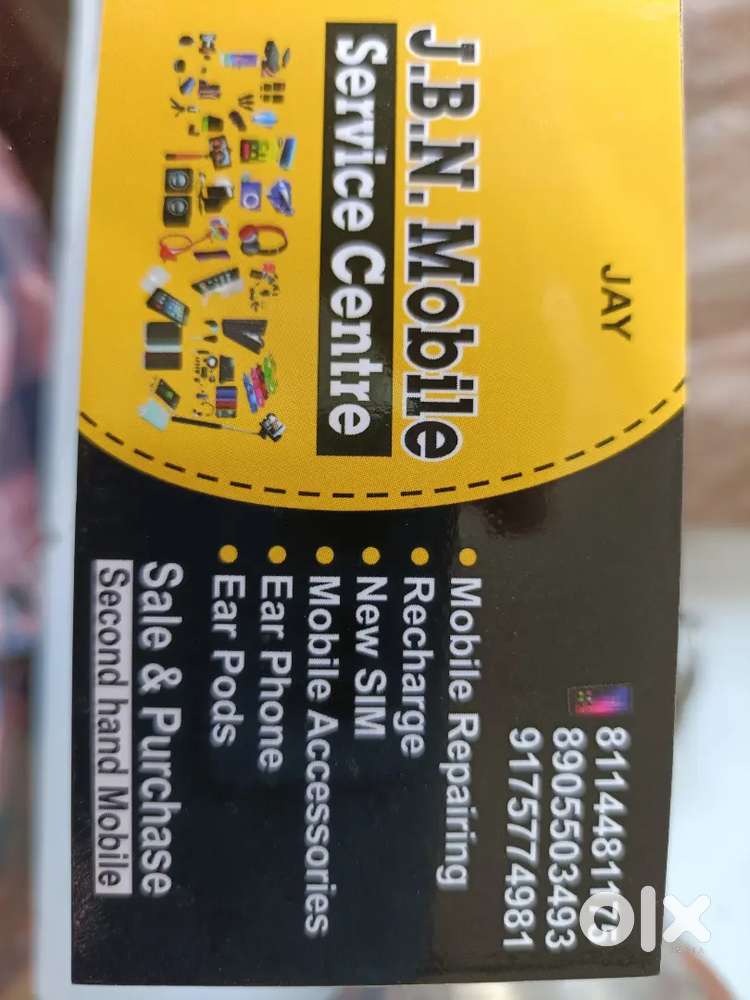 JAY
J.B.N. Mobile
Service Centre
8114481175
8905503493
9175774981
Mobile Repairing
Recharge
New SIM
Mobile Accessories
Ear Phone
Ear Pods
Sale & Purchase
Second hand Mobile
olx